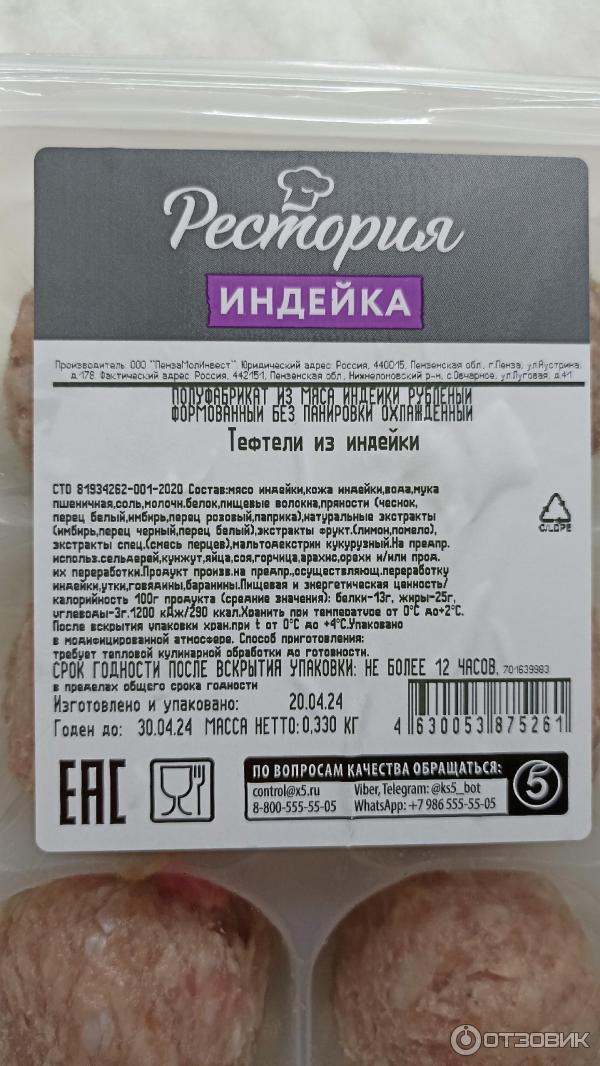 Рестория
ИНДЕЙКА
Производитель: ООО "ПензаМолИнвест". Юридический адрес: Россия, 440015, Пензенская обл., г.Пенза, ул.Аустрина,
д.178. Фактический адрес: Россия, 442151, Пензенская обл., Нижнеломовский р-н, с.Овчарное, ул.Луговая, д.41.
ПОЛУФАБРИКАТ ИЗ МЯСА ИНДЕЙКИ РУБЛЕНЫЙ
ФОРМОВАННЫЙ БЕЗ ПАНИРОВКИ ОХЛАЖДЕННЫЙ
Тефтели из индейки
СТО 81934262-001-2020 Состав:мясо индейки,кожа индейки,вода,мука
пшеничная,соль,молочн.белок,пищевые волокна,пряности (чеснок,
перец белый,имбирь,перец розовый,паприка),натуральные экстракты
(имбирь,перец черный,перец белый),экстракты фрукт.(лимон,помело),
экстракты спец.(смесь перцев),мальтодекстрин кукурузный.На предпр.
использ.сельдерей,кунжут,яйца,соя,горчица,арахис,орехи и/или прод.
их переработки.Продукт произв.на предпр.,осуществляющ.переработку
индейки,утки,говядины,баранины.Пищевая и энергетическая ценность/
калорийность 100г продукта (средние значения): белки-13г, жиры-25г,
углеводы-3г.1200 кДж/290 ккал.Хранить при температуре от 0°С до+2°С.
После вскрытия упаковки хран.при t от 0°С до +4°С.Упаковано
в модифицированной атмосфере. Способ приготовления:
требует тепловой кулинарной обработки до готовности.
СРОК ГОДНОСТИ ПОСЛЕ ВСКРЫТИЯ УПАКОВКИ: НЕ БОЛЕЕ 12 ЧАСОВ, 701639983
в пределах общего срока годности
Изготовлено и упаковано: 20.04.24
Годен до: 30.04.24 МАССА НЕТТО: 0,330 КГ
4 630053 875261
C/LDPE
EAC
ПО ВОПРОСАМ КАЧЕСТВА ОБРАЩАТЬСЯ:
control@x5.ru Viber, Telegram: @ks5_bot
8-800-555-55-05 WhatsApp: +7 986 555-55-05
5
ОТЗОВИК